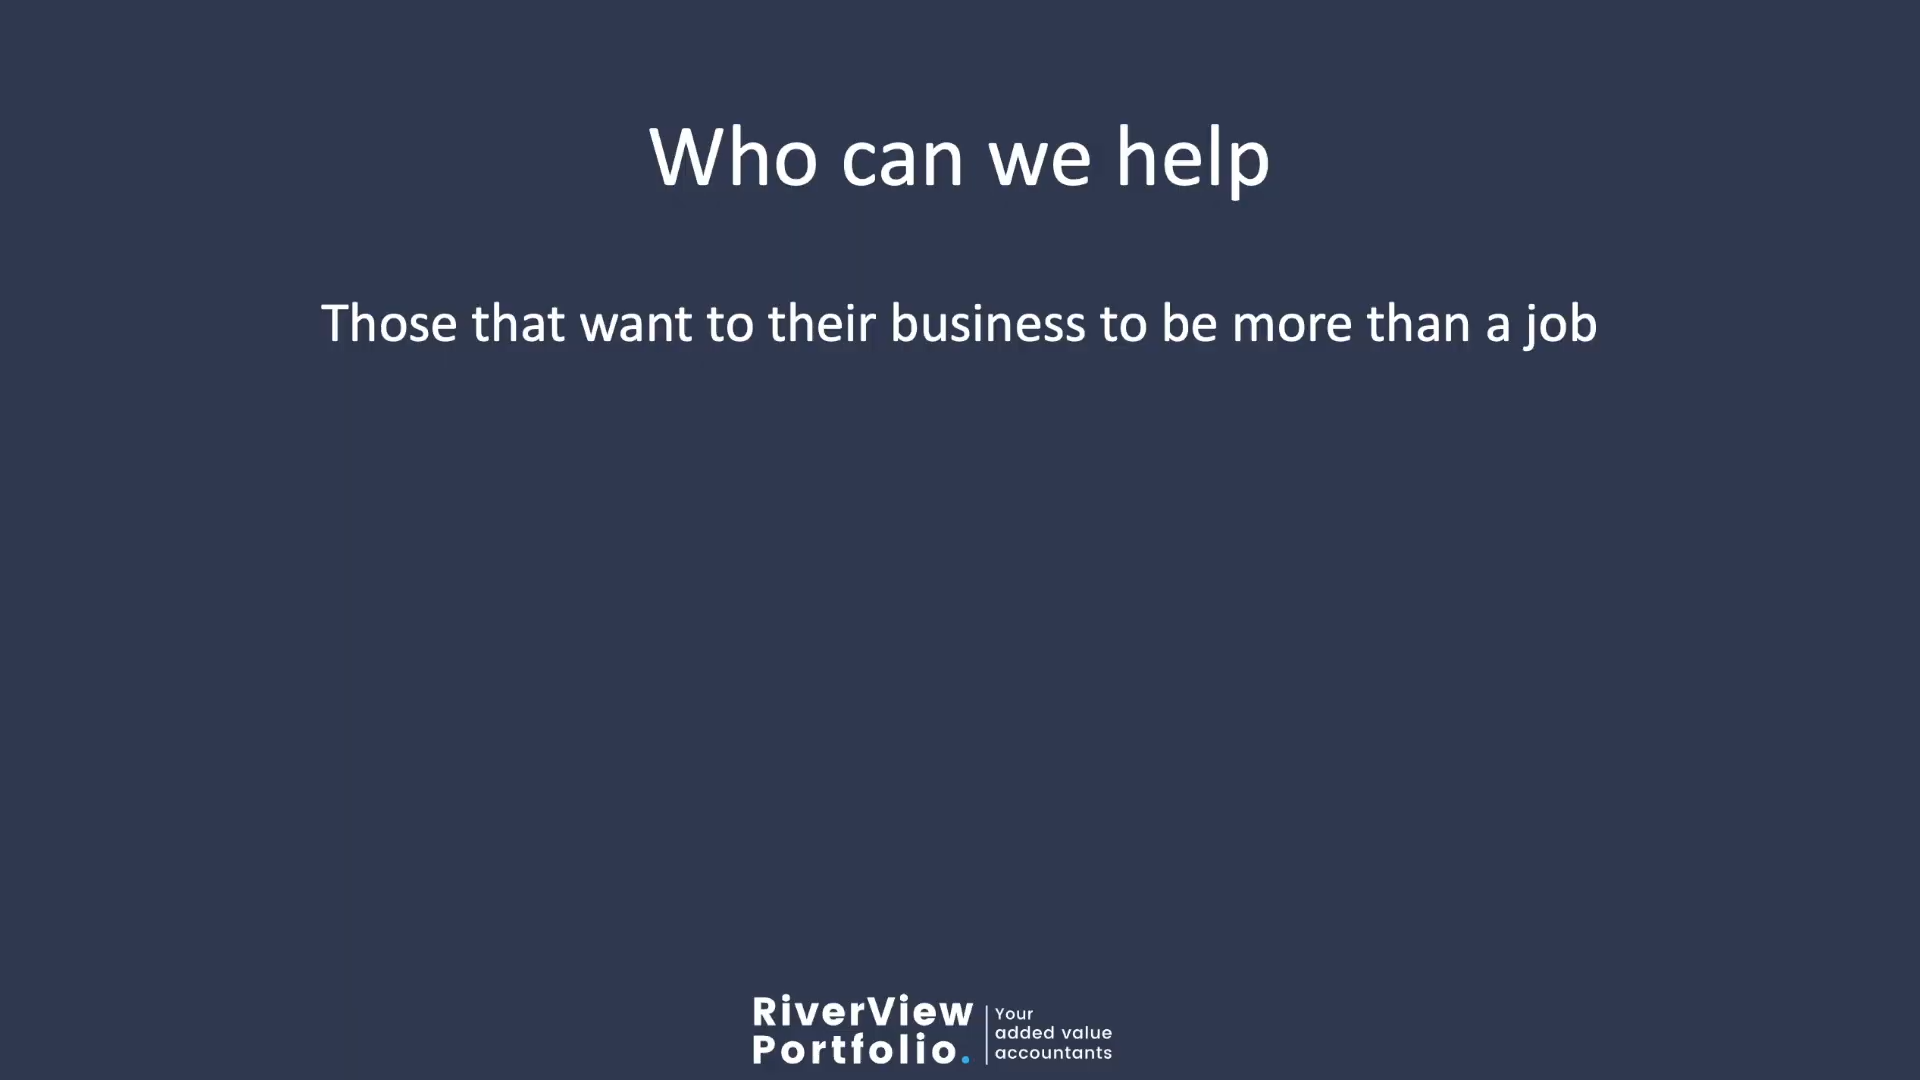 Who can we help
Those that want to their business to be more than a job
RiverView
Portfolio.
Your
added value
accountants